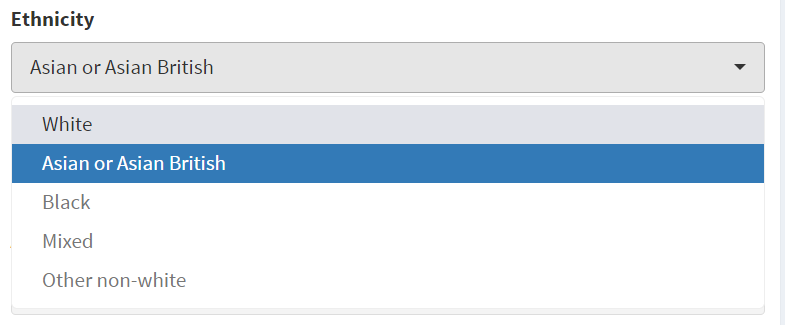 Ethnicity
Asian or Asian British
White
Asian or Asian British
Black
Mixed
Other non-white